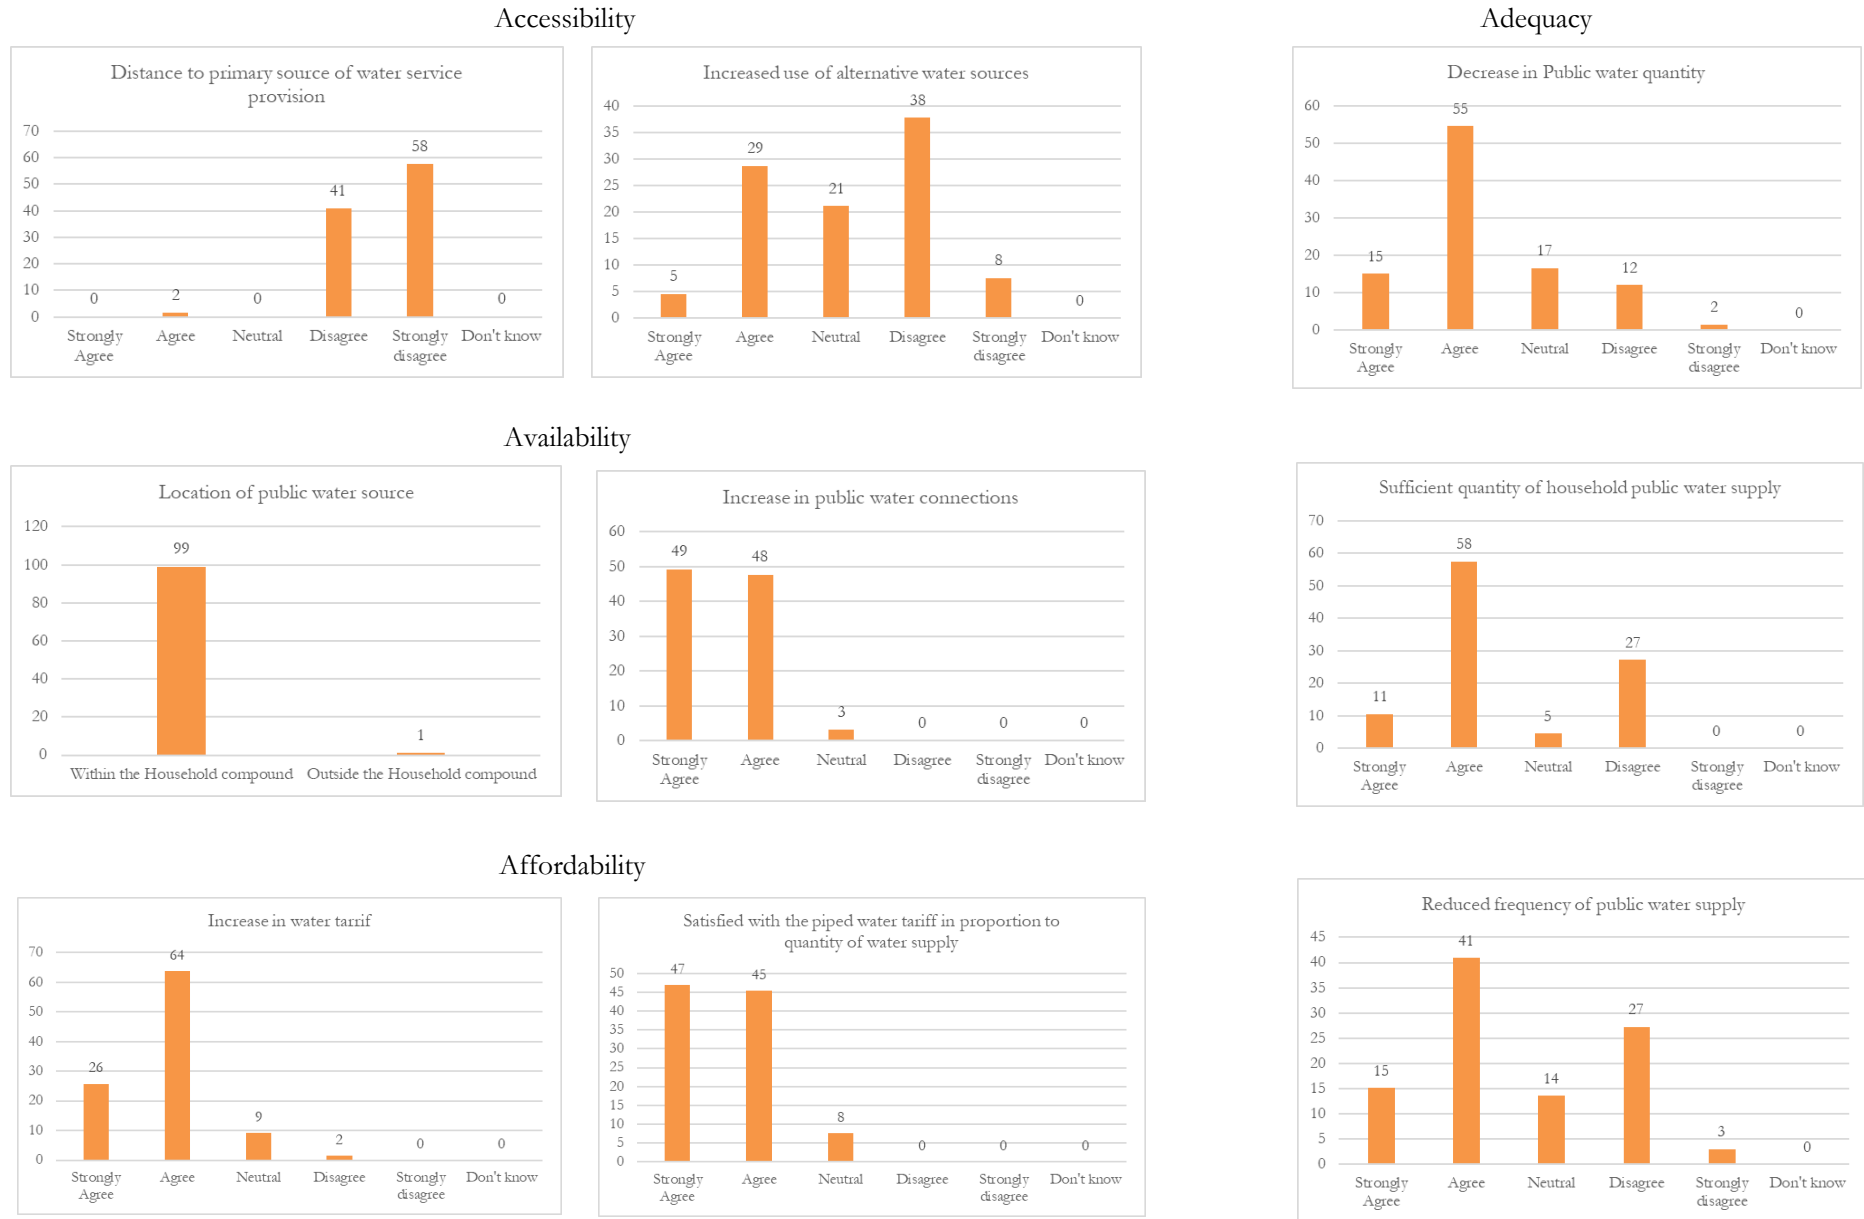 Accessibility
Adequacy
Distance to primary source of water service
provision
70
60
50
40
30
20
10
0
0
2
0
41
58
0
Strongly
Agree
Agree
Neutral
Disagree
Strongly
disagree
Don't know
Increased use of alternative water sources
40
35
30
25
20
15
10
5
0
5
29
21
38
8
0
Strongly
Agree
Agree
Neutral
Disagree
Strongly
disagree
Don't know
Decrease in Public water quantity
60
50
40
30
20
10
0
15
55
17
12
2
0
Strongly
Agree
Agree
Neutral
Disagree
Strongly
disagree
Don't know
Availability
Location of public water source
120
100
80
60
40
20
0
99
1
Within the Household compound
Outside the Household compound
Increase in public water connections
60
50
40
30
20
10
0
49
48
3
0
0
0
Strongly
Agree
Agree
Neutral
Disagree
Strongly
disagree
Don't know
Sufficient quantity of household public water supply
70
60
50
40
30
20
10
0
11
58
5
27
0
0
Strongly
Agree
Agree
Neutral
Disagree
Strongly
disagree
Don't know
Affordability
Increase in water tarrif
70
60
50
40
30
20
10
0
26
64
9
2
0
0
Strongly
Agree
Agree
Neutral
Disagree
Strongly
disagree
Don't know
Satisfied with the piped water tariff in proportion to
quantity of water supply
50
45
40
35
30
25
20
15
10
5
0
47
45
8
0
0
0
Strongly
Agree
Agree
Neutral
Disagree
Strongly
disagree
Don't know
Reduced frequency of public water supply
45
40
35
30
25
20
15
10
5
0
15
41
14
27
3
0
Strongly
Agree
Agree
Neutral
Disagree
Strongly
disagree
Don't know